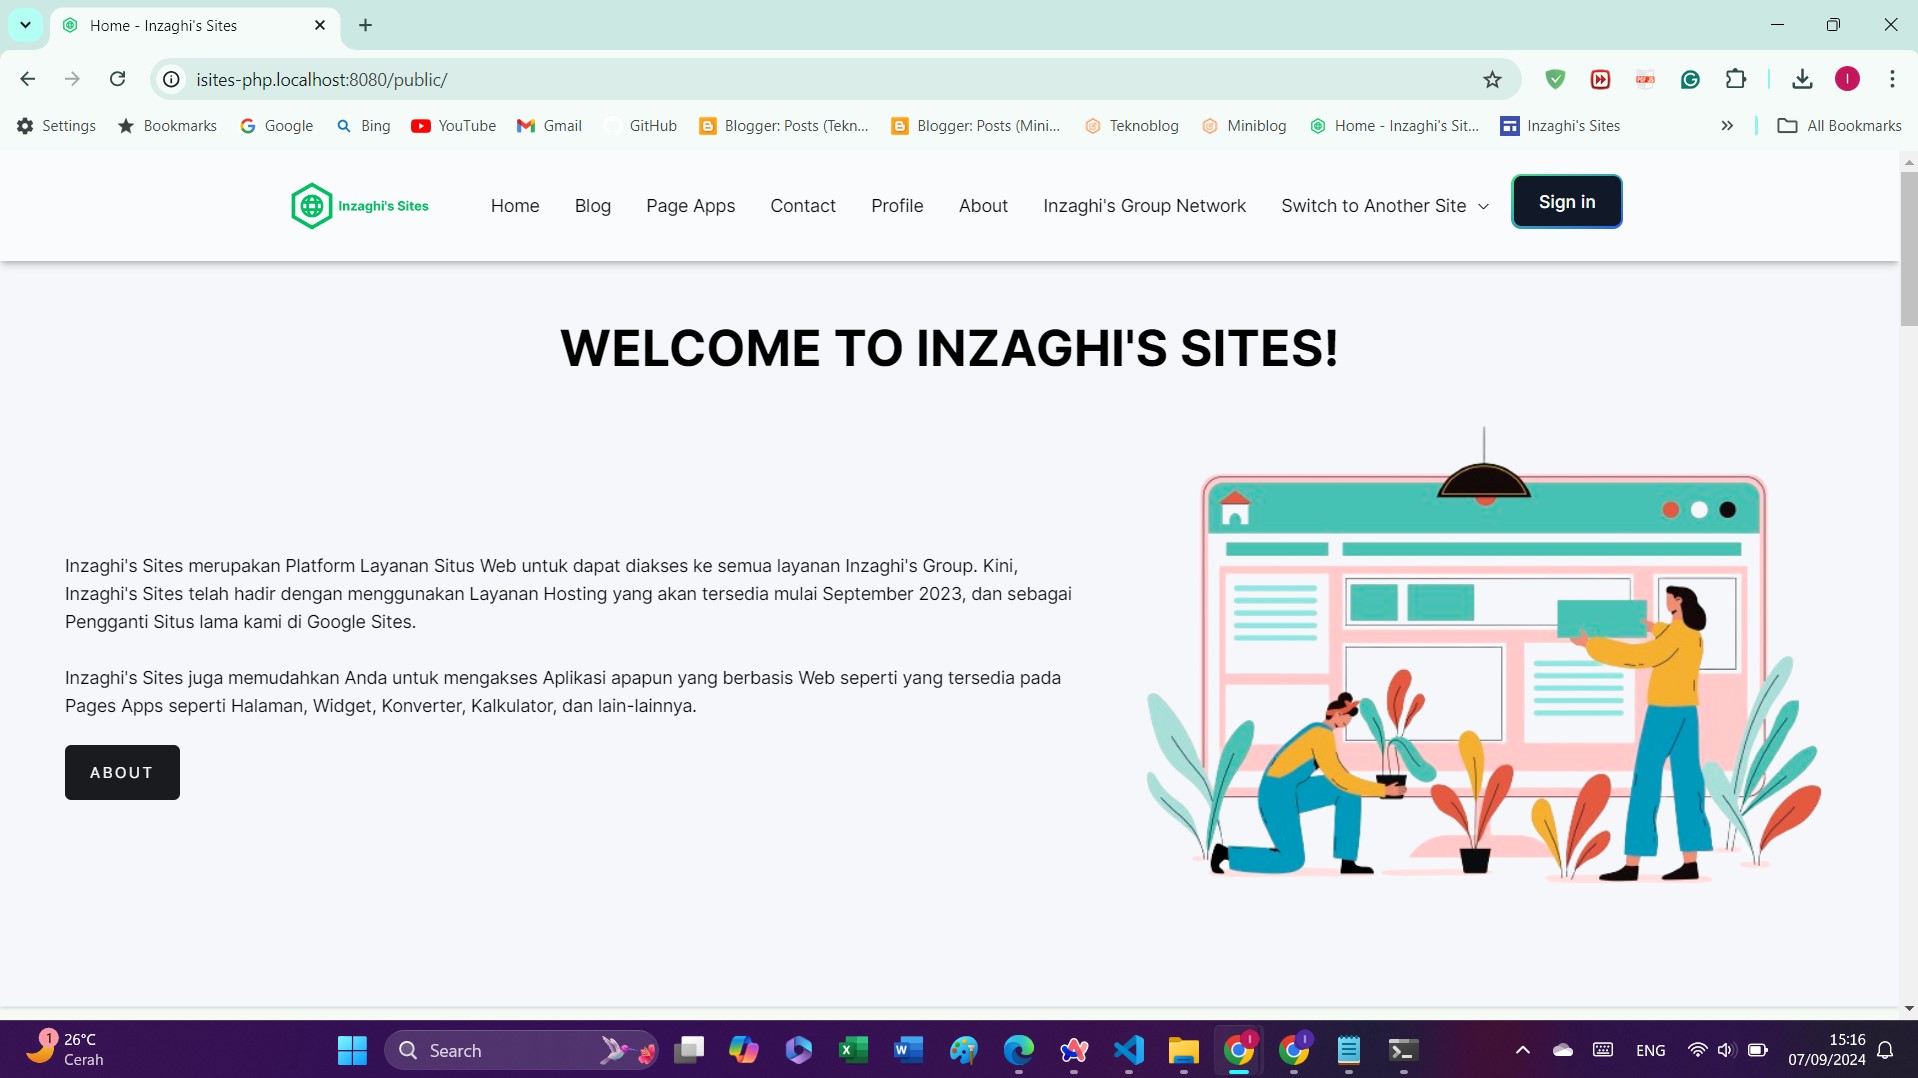 Home - Inzaghi's Sites
isites-php.localhost:8080/public/
I
Settings Bookmarks Google Bing YouTube Gmail GitHub Blogger: Posts (Tekn... Blogger: Posts (Mini... Teknoblog Miniblog Home - Inzaghi's Sit... Inzaghi's Sites All Bookmarks
Inzaghi's Sites Home Blog Page Apps Contact Profile About Inzaghi's Group Network Switch to Another Site Sign in
WELCOME TO INZAGHI'S SITES!
Inzaghi's Sites merupakan Platform Layanan Situs Web untuk dapat diakses ke semua layanan Inzaghi's Group. Kini,
Inzaghi's Sites telah hadir dengan menggunakan Layanan Hosting yang akan tersedia mulai September 2023, dan sebagai
Pengganti Situs lama kami di Google Sites.
Inzaghi's Sites juga memudahkan Anda untuk mengakses Aplikasi apapun yang berbasis Web seperti yang tersedia pada
Pages Apps seperti Halaman, Widget, Konverter, Kalkulator, dan lain-lainnya.
ABOUT
1
26°C
Cerah
Search
ENG
15:16
07/09/2024